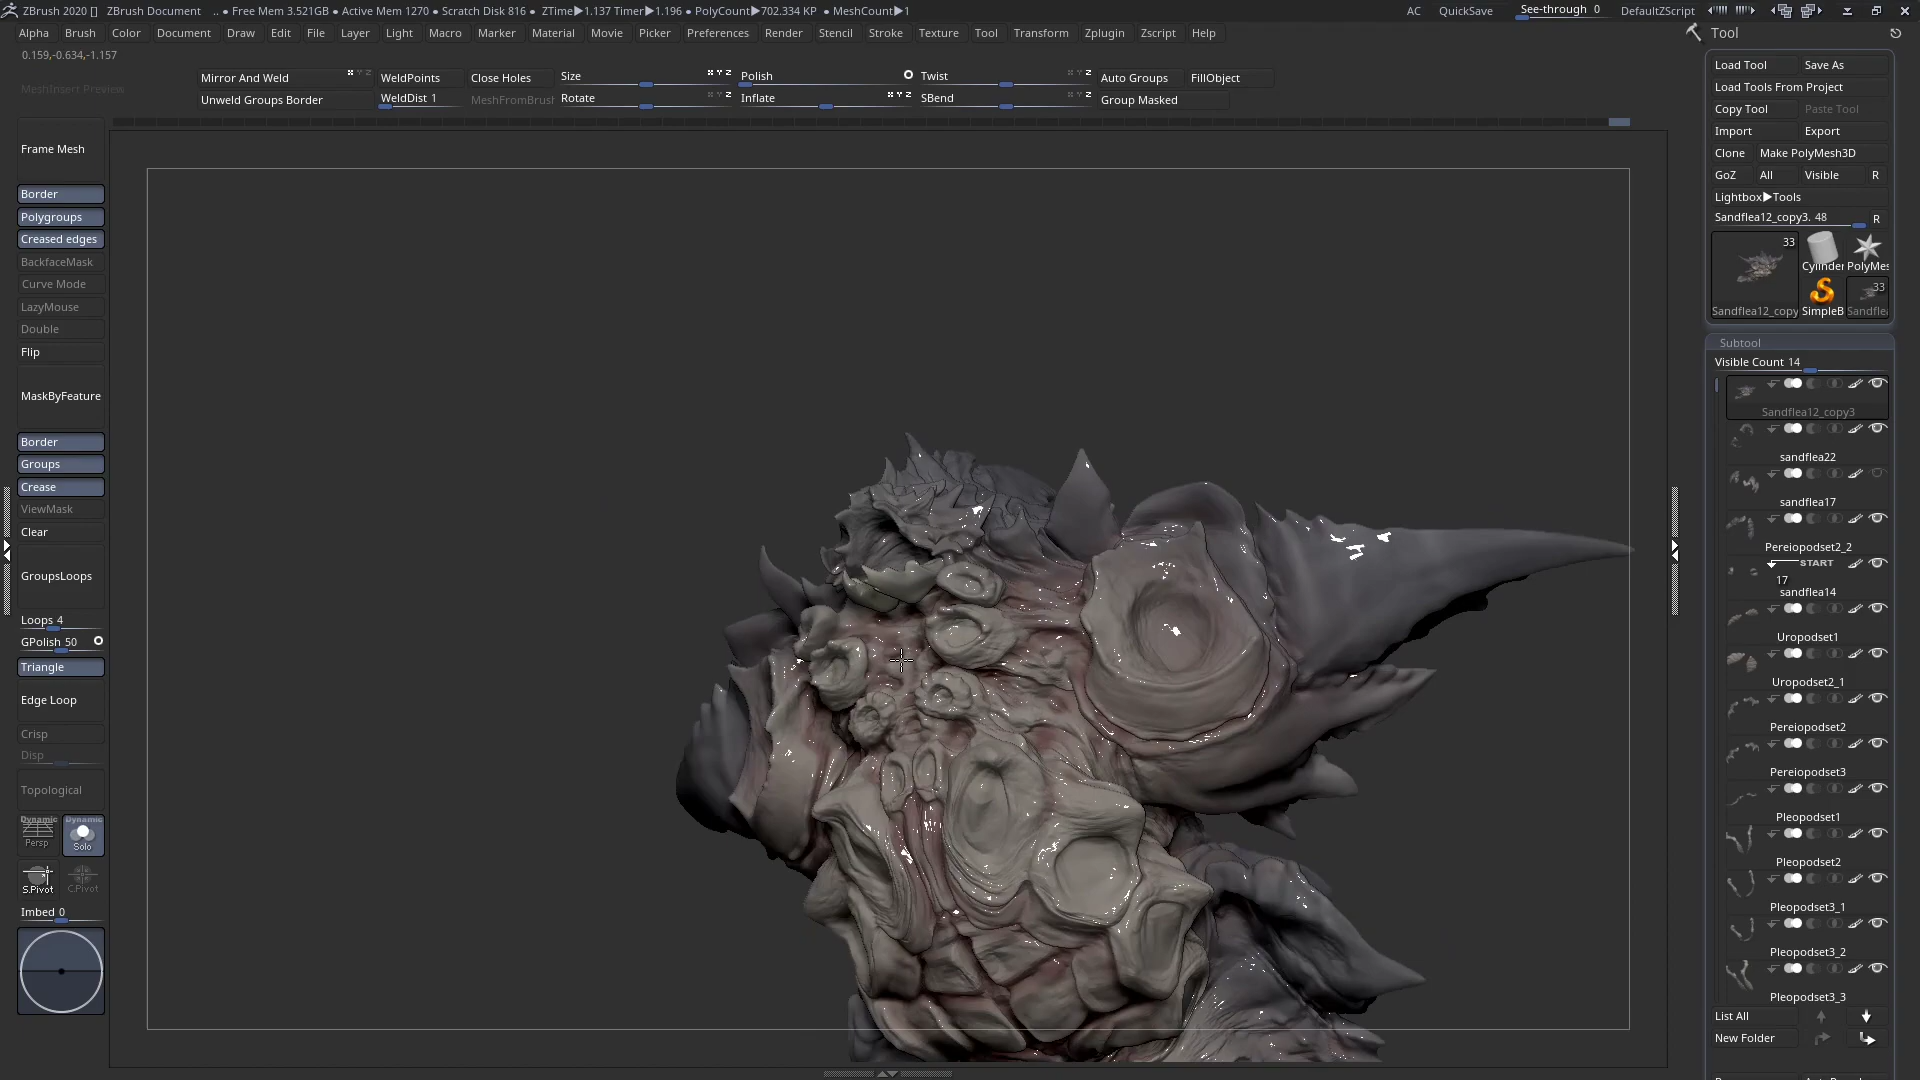 ZBrush 2020 [] ZBrush Document .. ● Free Mem 3.521GB ● Active Mem 1270 ● Scratch Disk 816 ● ZTime▶1.137 Timer▶1.196 ● PolyCount▶702.334 KP ● MeshCount▶1 AC QuickSave See-through 0 DefaultZScript
Alpha Brush Color Document Draw Edit File Layer Light Macro Marker Material Movie Picker Preferences Render Stencil Stroke Texture Tool Transform Zplugin Zscript Help
0.159,-0.634,-1.157
MeshInsert Preview
Mirror And Weld WeldPoints Close Holes Size Polish Twist Auto Groups FillObject
Unweld Groups Border WeldDist 1 MeshFromBrush Rotate Inflate SBend Group Masked
Frame Mesh
Border
Polygroups
Creased edges
BackfaceMask
Curve Mode
LazyMouse
Double
Flip
MaskByFeature
Border
Groups
Crease
ViewMask
Clear
GroupsLoops
Loops 4
GPolish 50
Triangle
Edge Loop
Crisp
Disp
Topological
Dynamic Dynamic
Persp Solo
S.Pivot C.Pivot
Imbed 0
Tool
Load Tool Save As
Load Tools From Project
Copy Tool Paste Tool
Import Export
Clone Make PolyMesh3D
GoZ All Visible R
Lightbox▶Tools
Sandflea12_copy3. 48 R
33
Cylinder PolyMes
33
Sandflea12_copy SimpleB Sandflea
Subtool
Visible Count 14
Sandflea12_copy3
sandflea22
sandflea17
Pereiopodset2_2
START
17
sandflea14
Uropodset1
Uropodset2_1
Pereiopodset2
Pereiopodset3
Pleopodset1
Pleopodset2
Pleopodset3_1
Pleopodset3_2
Pleopodset3_3
List All
New Folder